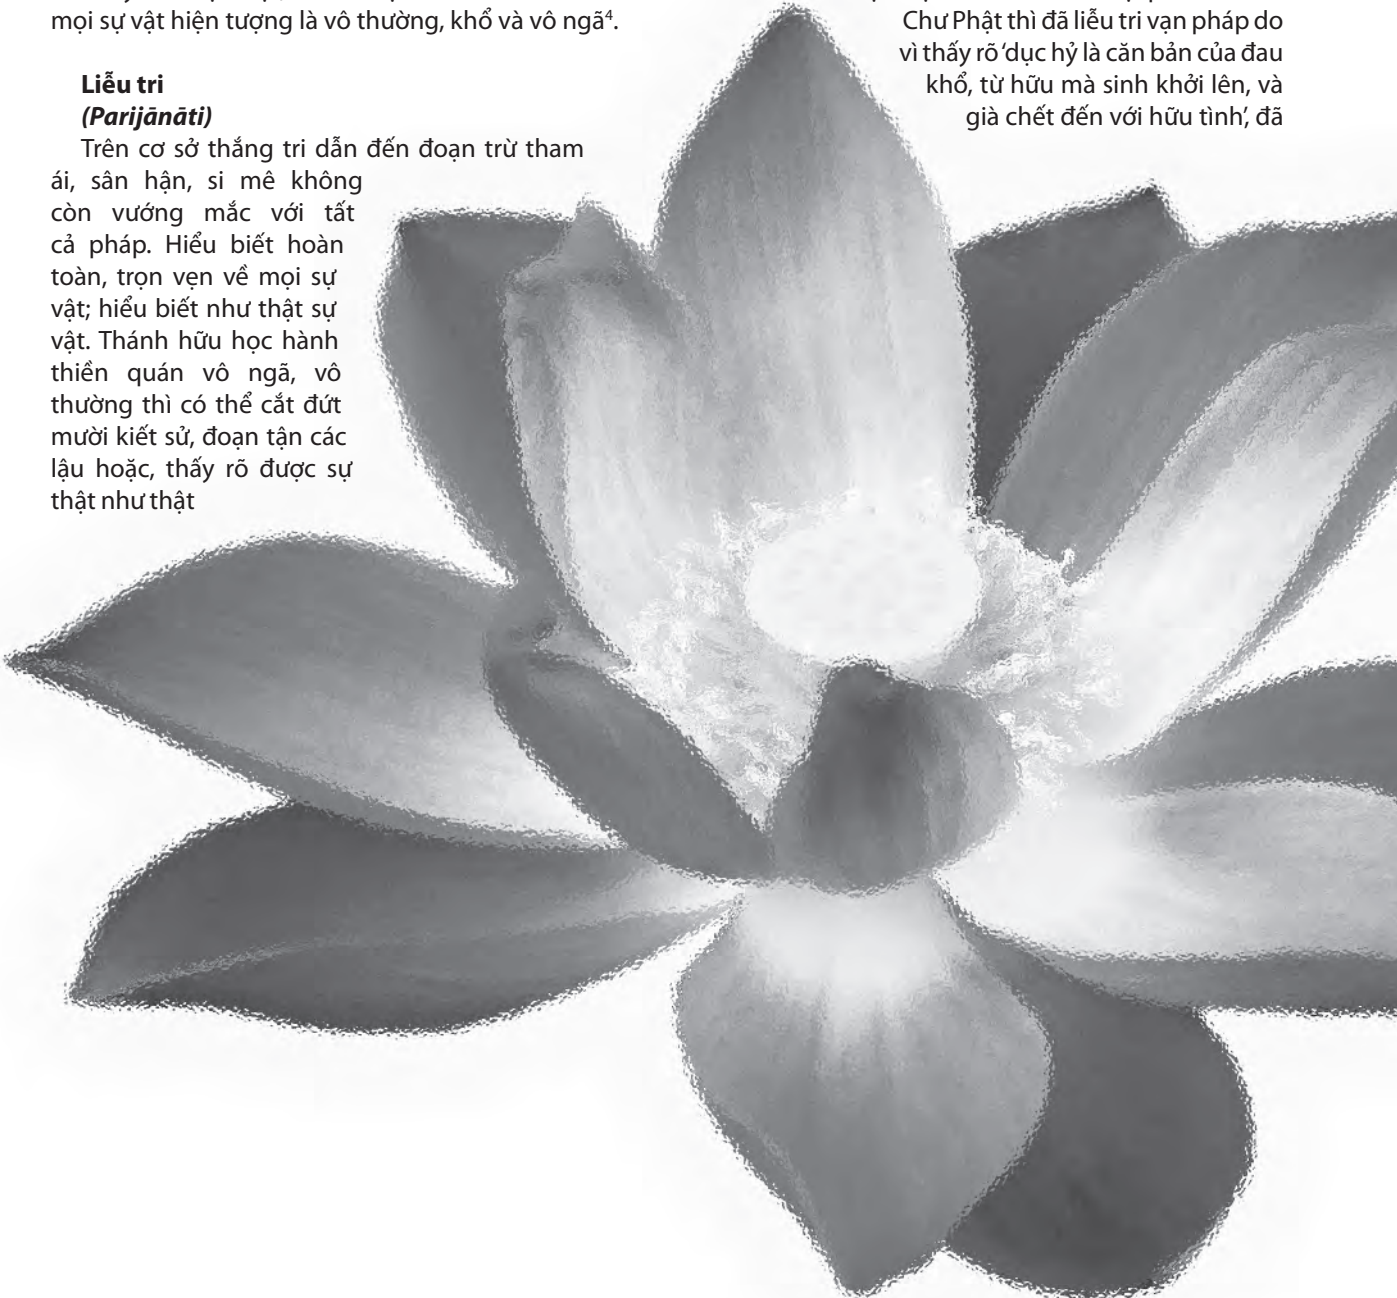 mọi sự vật hiện tượng là vô thường, khổ và vô ngã⁴.
Liễu tri
(Parijānāti)
Trên cơ sở thắng tri dẫn đến đoạn trừ tham
ái, sân hận, si mê không
còn vướng mắc với tất
cả pháp. Hiểu biết hoàn
toàn, trọn vẹn về mọi sự
vật; hiểu biết như thật sự
vật. Thánh hữu học hành
thiền quán vô ngã, vô
thường thì có thể cắt đứt
mười kiết sử, đoạn tận các
lậu hoặc, thấy rõ được sự
thật như thật
Chư Phật thì đã liễu tri vạn pháp do
vì thấy rõ ‘dục hỷ là căn bản của đau
khổ, từ hữu mà sinh khởi lên, và
già chết đến với hữu tình’, đã